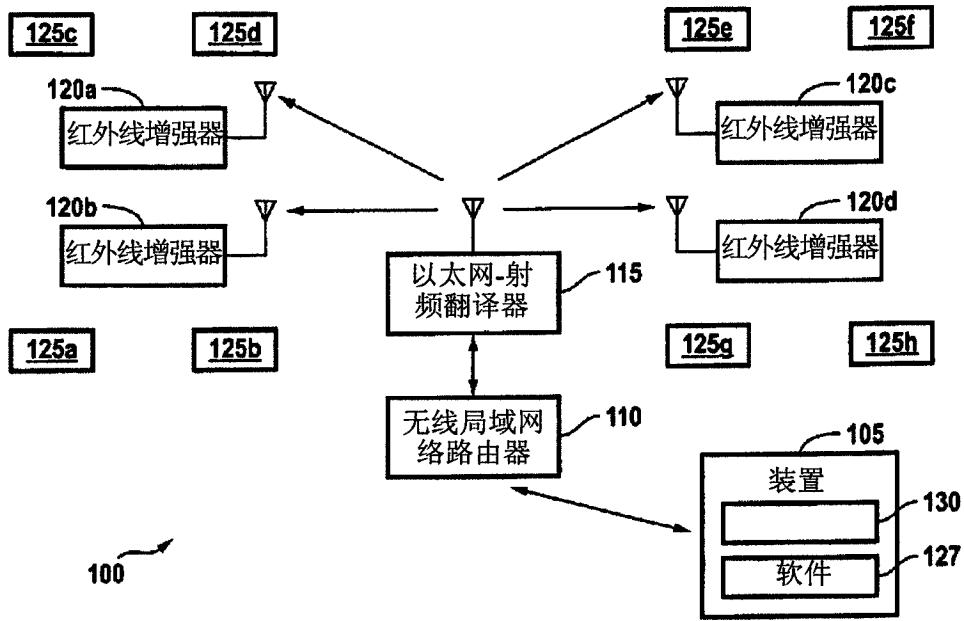 125c
125d
125e
125f
120a
120c
红外线增强器
红外线增强器
120b
120d
红外线增强器
红外线增强器
以太网-射
频翻译器
115
125a
125b
125g
125h
无线局域网
络路由器
110
105
装置
130
软件
127
100